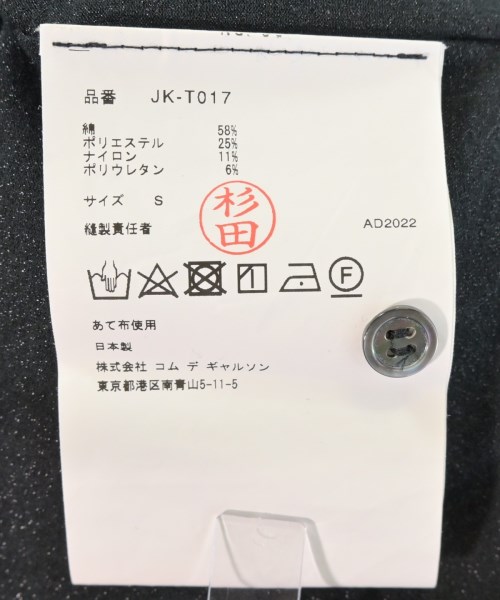 品番 JK-T017
綿 58%
ポリエステル 25%
ナイロン 11%
ポリウレタン 6%
サイズ S
杉田
縫製責任者
AD2022
F
あて布使用
日本製
株式会社 コム デ ギャルソン
東京都港区南青山5-11-5